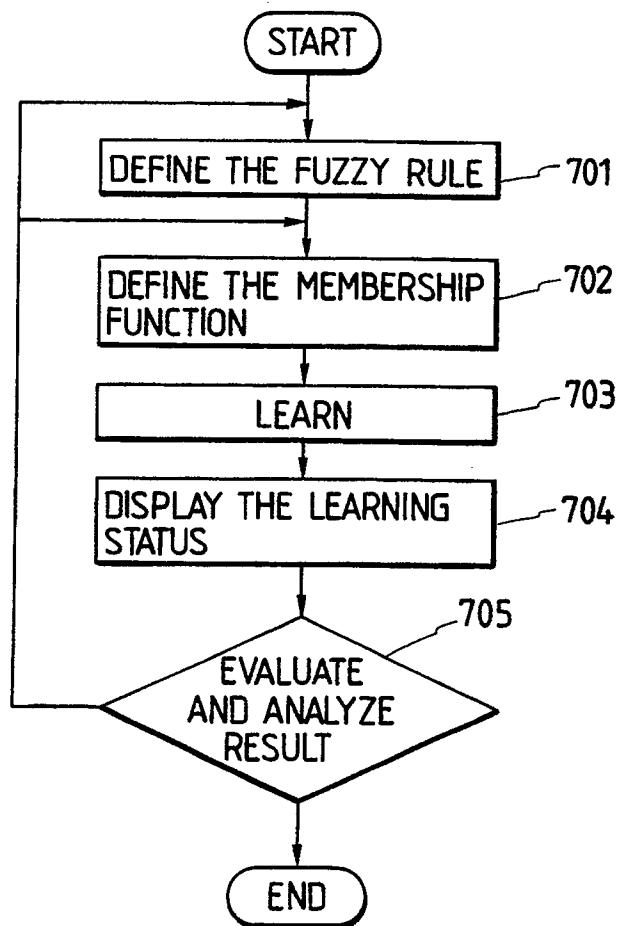 START
DEFINE THE FUZZY RULE
701
DEFINE THE MEMBERSHIP
FUNCTION
702
LEARN
703
DISPLAY THE LEARNING
STATUS
704
705
EVALUATE
AND ANALYZE
RESULT
END